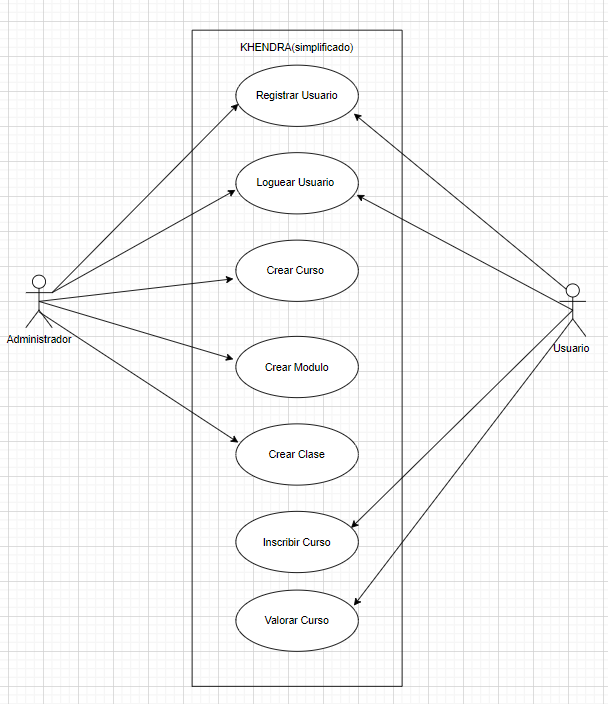 KHENDRA(simplificado)
Registrar Usuario
Loguear Usuario
Crear Curso
Administrador
Usuario
Crear Modulo
Crear Clase
Inscribir Curso
Valorar Curso